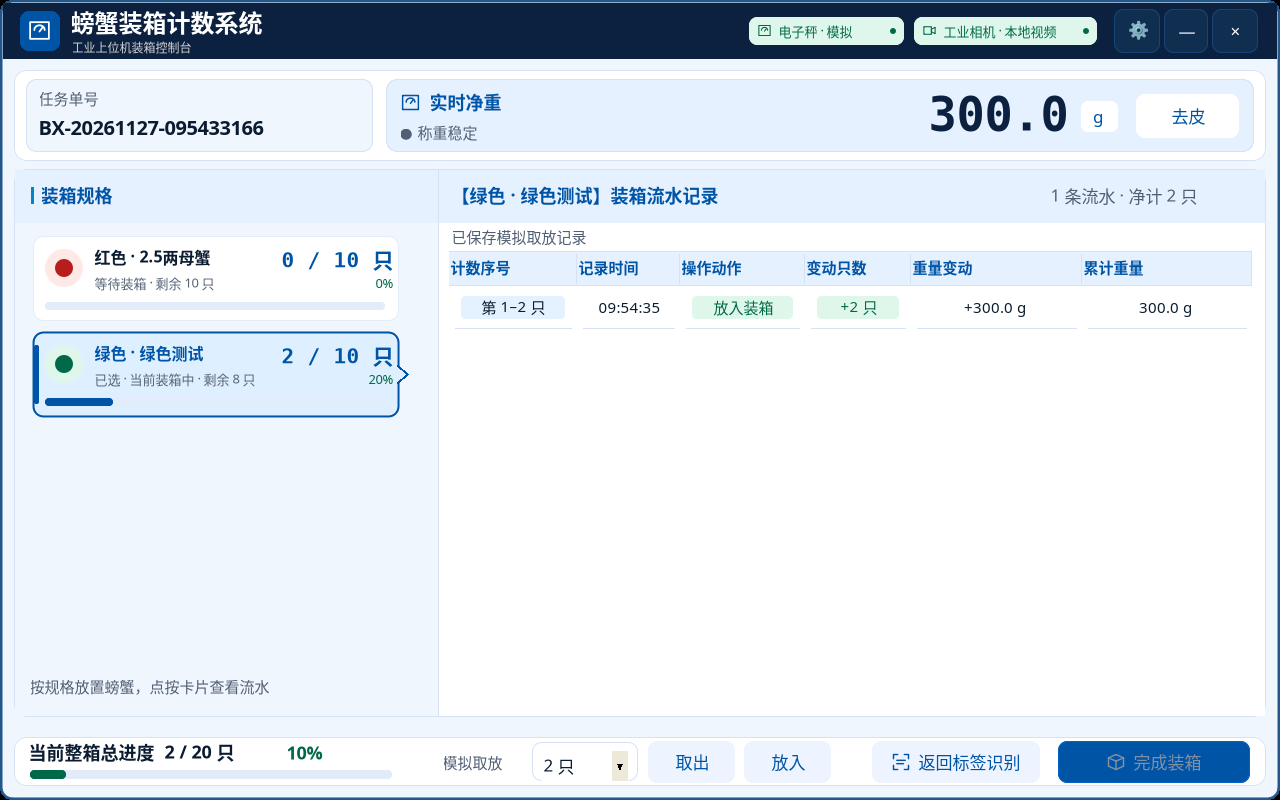 螃蟹装箱计数系统
工业上位机装箱控制台
电子秤 · 模拟
工业相机 · 本地视频
任务单号
BX-20261127-095433166
实时净重
称重稳定
300.0
g
去皮
装箱规格
【绿色 · 绿色测试】装箱流水记录
1 条流水 · 净计 2 只
红色 · 2.5两母蟹
0 / 10 只
等待装箱 · 剩余 10 只
0%
绿色 · 绿色测试
2 / 10 只
已选 · 当前装箱中 · 剩余 8 只
20%
按规格放置螃蟹，点按卡片查看流水
已保存模拟取放记录
计数序号 记录时间 操作动作 变动只数 重量变动 累计重量
第 1–2 只 09:54:35 放入装箱 +2 只 +300.0 g 300.0 g
当前整箱总进度 2 / 20 只 10%
模拟取放
2 只
取出
放入
返回标签识别
完成装箱